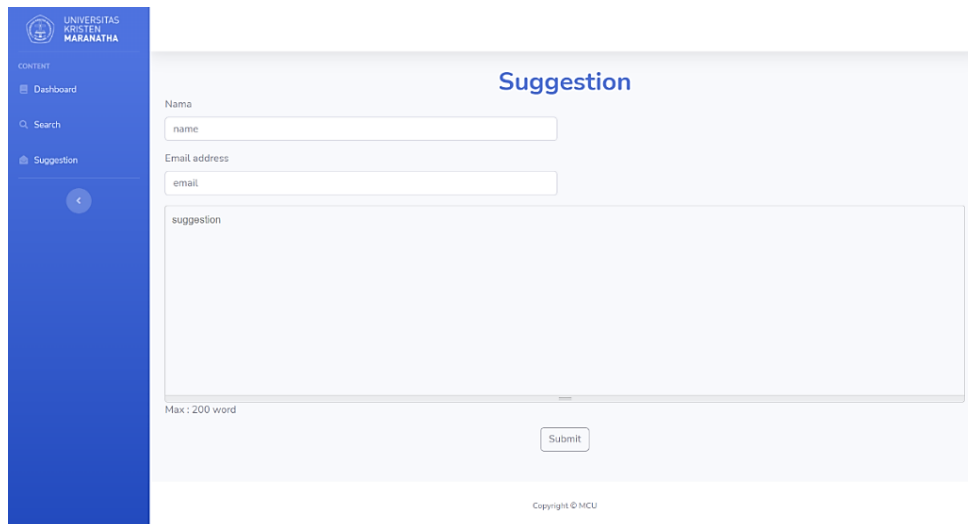 UNIVERSITAS
KRISTEN
MARANATHA
CONTENT
Dashboard
Search
Suggestion
Suggestion
Nama
name
Email address
email
suggestion
Max : 200 word
Submit
Copyright © MCU